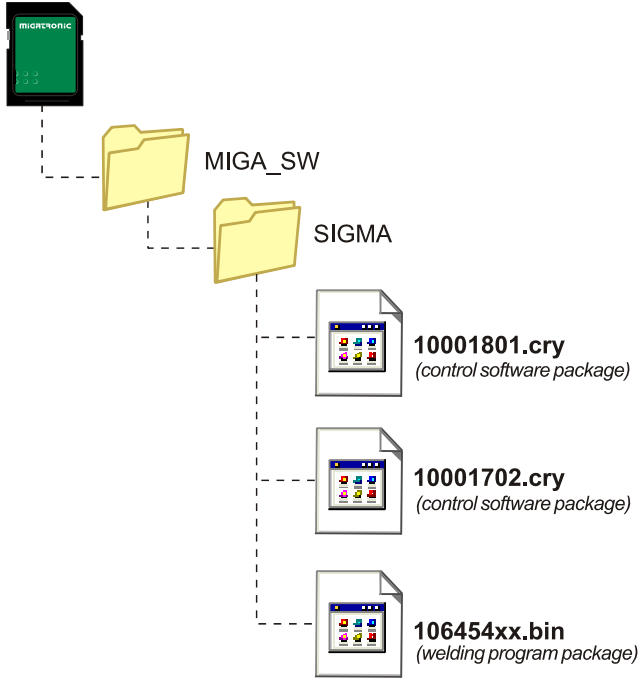 MIGATRONIC
MIGA_SW
SIGMA
10001801.cry
(control software package)
10001702.cry
(control software package)
106454xx.bin
(welding program package)